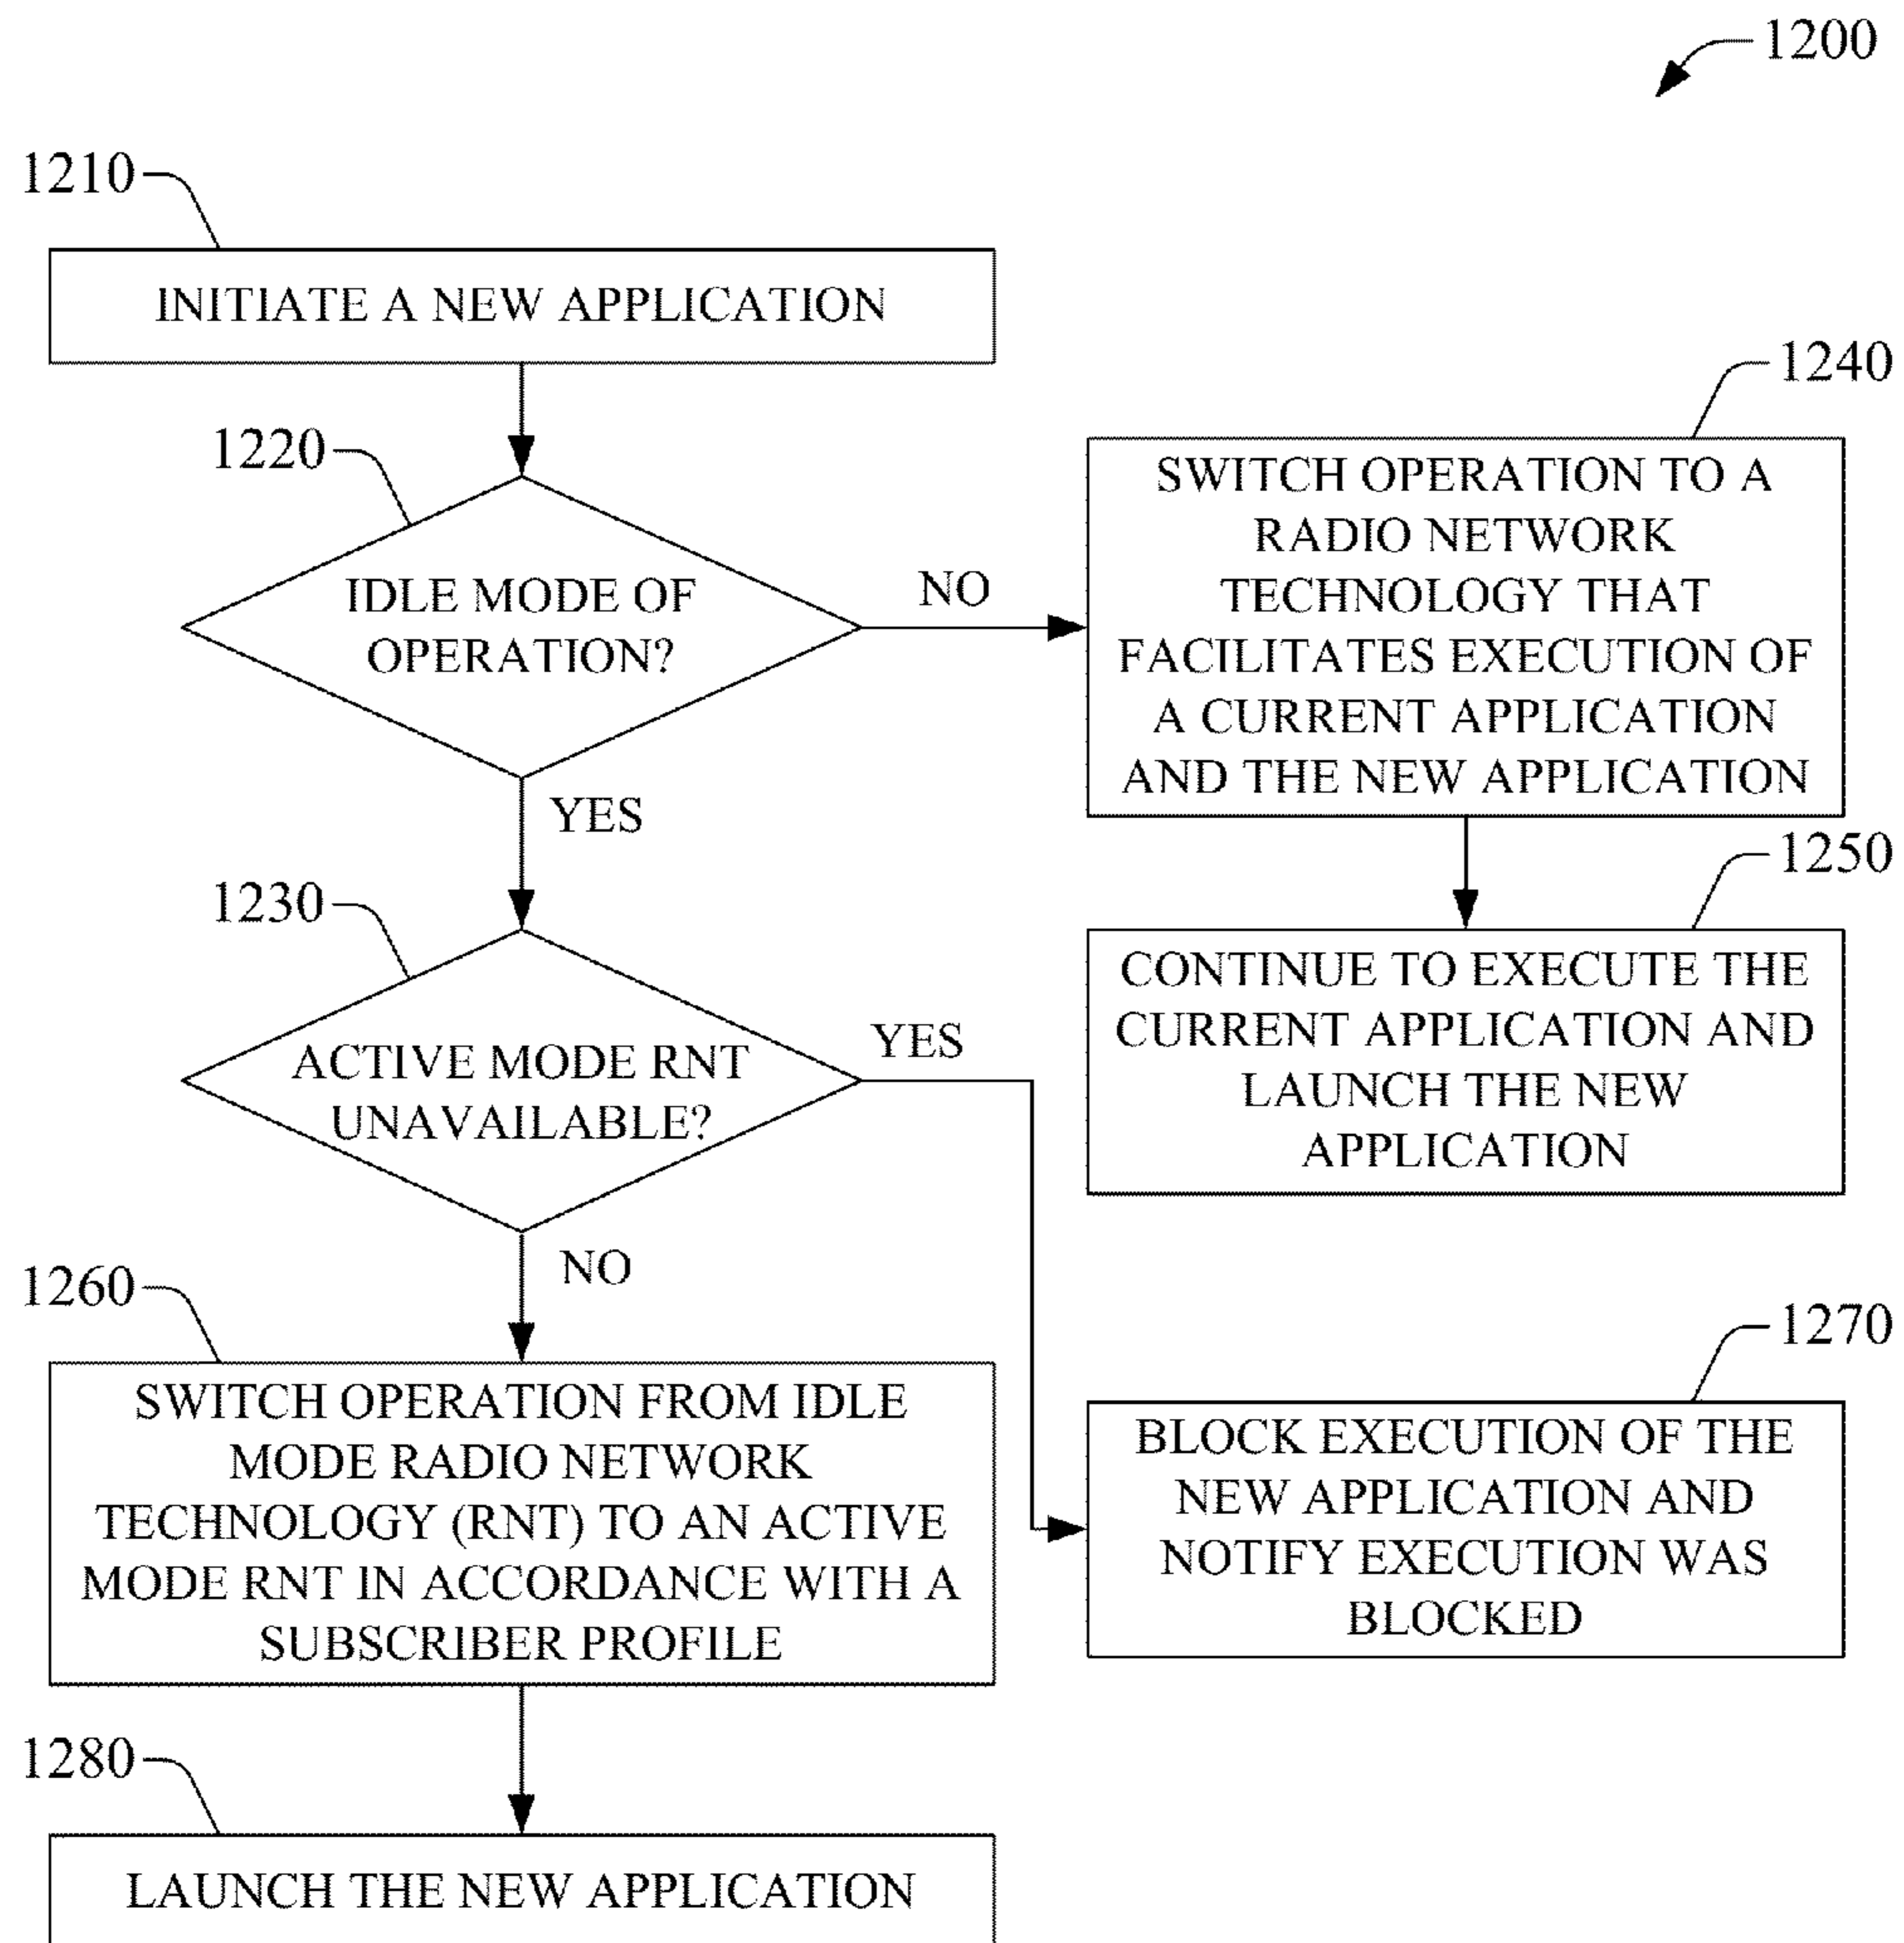 1200
1210
INITIATE A NEW APPLICATION
1220
IDLE MODE OF
OPERATION?
NO
YES
1240
SWITCH OPERATION TO A
RADIO NETWORK
TECHNOLOGY THAT
FACILITATES EXECUTION OF
A CURRENT APPLICATION
AND THE NEW APPLICATION
1250
CONTINUE TO EXECUTE THE
CURRENT APPLICATION AND
LAUNCH THE NEW
APPLICATION
1230
ACTIVE MODE RNT
UNAVAILABLE?
YES
NO
1260
SWITCH OPERATION FROM IDLE
MODE RADIO NETWORK
TECHNOLOGY (RNT) TO AN ACTIVE
MODE RNT IN ACCORDANCE WITH A
SUBSCRIBER PROFILE
1270
BLOCK EXECUTION OF THE
NEW APPLICATION AND
NOTIFY EXECUTION WAS
BLOCKED
1280
LAUNCH THE NEW APPLICATION